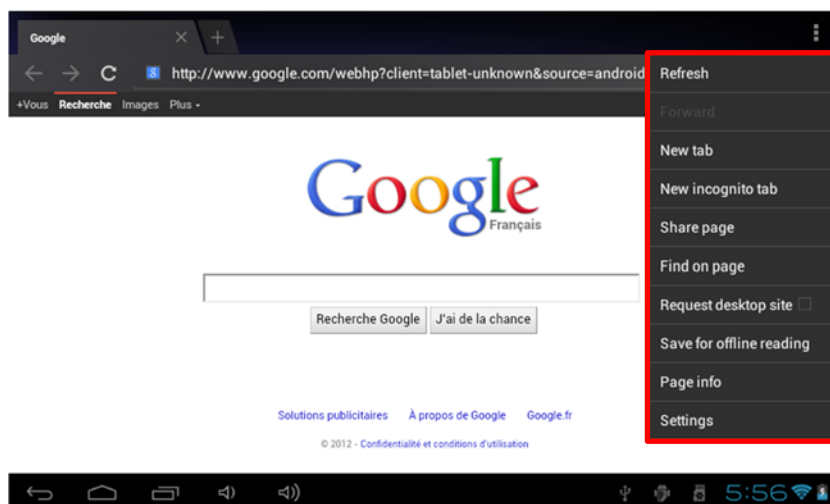 Google
http://www.google.com/webhp?client=tablet-unknown&source=android
+Vous Recherche Images Plus
Google
Français
Recherche Google J'ai de la chance
Solutions publicitaires À propos de Google Google.fr
© 2012 - Confidentialité et conditions d'utilisation
Refresh
Forward
New tab
New incognito tab
Share page
Find on page
Request desktop site
Save for offline reading
Page info
Settings
5:56